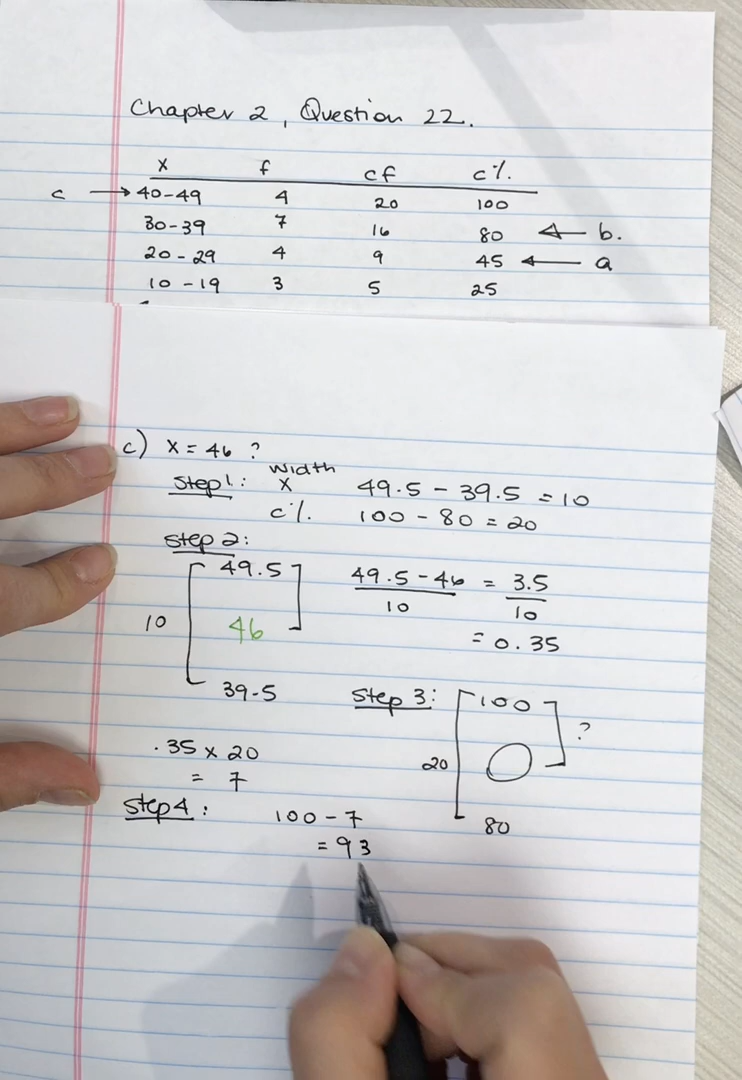 Chapter 2, Question 22.
x f cf c%.
c → 40-49 4 20 100
30-39 7 16 80 ← b.
20-29 4 9 45 ← a
10-19 3 5 25
c) x = 46 ?
Step 1: width
x 49.5 - 39.5 = 10
c%. 100 - 80 = 20
Step 2:
49.5
10 46
39.5
49.5-46 = 3.5
10 10
= 0.35
Step 3: 100
20 ?
80
.35 x 20
= 7
Step 4: 100-7
= 93